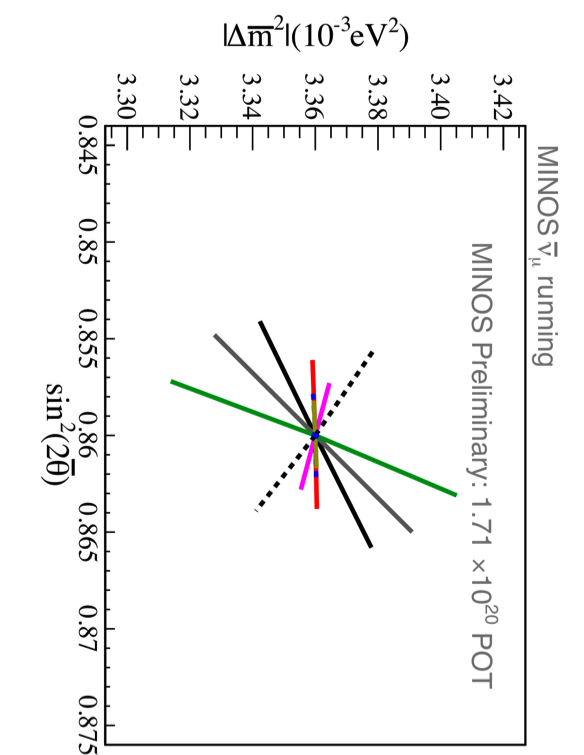 MINOS ν̅μ running
MINOS Preliminary: 1.71 ×10²⁰ POT
|Δm̅²|(10⁻³eV²)
3.42
3.40
3.38
3.36
3.34
3.32
3.30
0.845 0.85 0.855 0.86 0.865 0.87 0.875
sin²(2θ̅)